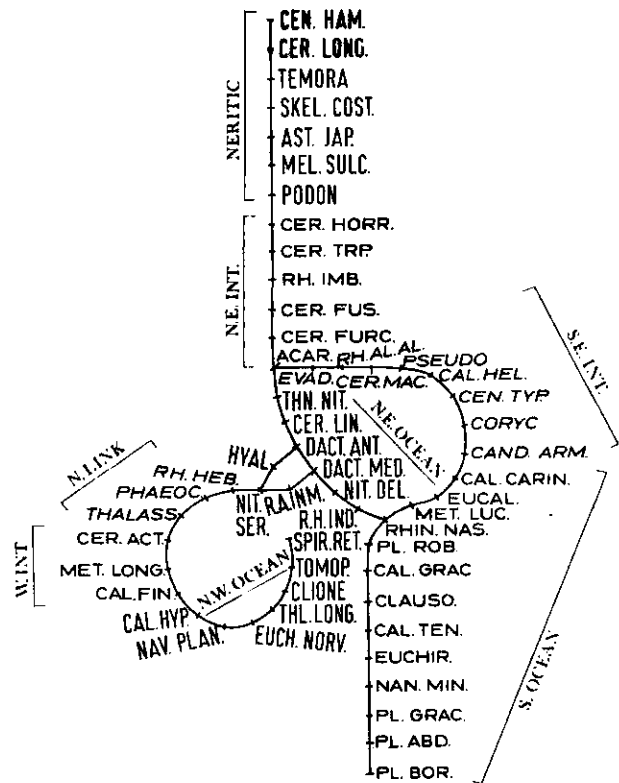 CEN. HAM.
CER. LONG.
TEMORA
SKEL. COST.
AST. JAP.
MEL. SULC.
PODON
NERITIC
CER. HORR.
CER. TRP.
RH. IMB.
CER. FUS.
CER. FURC.
N.E. INT.
ACAR.
RH. AL. AL.
PSEUDO
CAL. HEL.
CEN. TYP.
CORYC
CAND. ARM.
S.E. INT.
CAL. CARIN.
EUCAL.
MET. LUC.
RHIN. NAS.
EVAD.
CER. MAC.
THN. NIT.
CER. LIN.
DACT. ANT.
DACT. MED.
NIT. DEL.
N.E. OCEAN
HYAL.
N. LINK
RH. HEB.
PHAEOC.
THALASS
NIT. SER.
RA. INM.
R.H. IND.
SPIR. RET.
TOMOP.
CLIONE
THL. LONG.
EUCH. NORV.
NAV. PLAN.
CAL. HYP.
N.W. OCEAN
CER. ACT.
MET. LONG.
CAL. FIN
W. INT
PL. ROB.
CAL. GRAC
CLAUSO.
CAL. TEN.
EUCHIR.
NAN. MIN.
PL. GRAC.
PL. ABD.
PL. BOR.
S. OCEAN